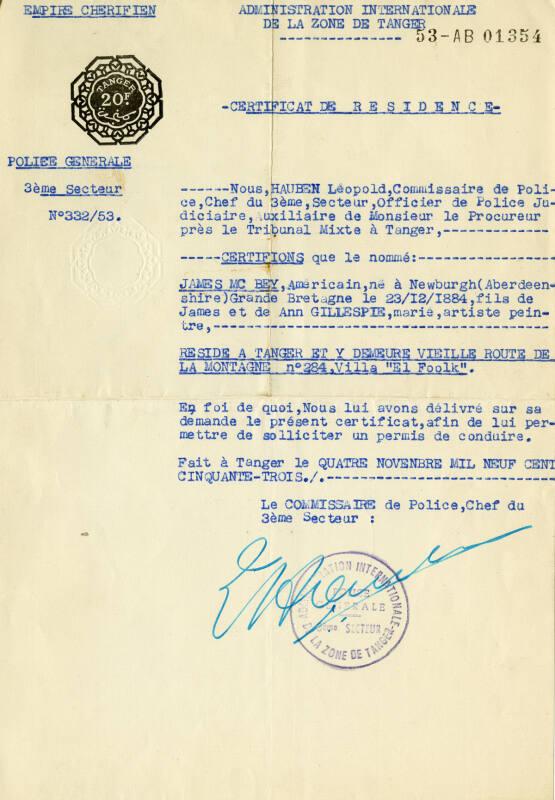 EMPIRE CHERIFIEN
ADMINISTRATION INTERNATIONALE
DE LA ZONE DE TANGER
---------------
53-AB 01354
TANGER
20F
-CERTIFICAT DE R E S I D E N C E-
POLICE GENERALE
3ème Secteur
N°332/53.
------Nous,HAUBEN Léopold,Commissaire de Poli-
ce,Chef du 3ème,Secteur,Officier de Police Ju-
diciaire,Auxiliaire de Monsieur le Procureur
près le Tribunal Mixte à Tanger,-------------
-----CERTIFIONS que le nommé:-----------------
JAMES MC BEY,Américain,né à Newburgh(Aberdeen-
shire)Grande Bretagne le 23/12/1884,fils de
James et de Ann GILLESPIE,marié,artiste pein-
tre,------------------------------------------
RESIDE A TANGER ET Y DEMEURE VIEILLE ROUTE DE
LA MONTAGNE n°284,Villa "El Foolk".
En foi de quoi,Nous lui avons délivré sur sa
demande le présent certificat,afin de lui per-
mettre de solliciter un permis de conduire.
Fait à Tanger le QUATRE NOVENBRE MIL NEUF CENT
CINQUANTE-TROIS./.----------------------------
Le COMMISSAIRE de Police,Chef du
3ème Secteur :
ADMINISTRATION INTERNATIONALE
POLICE
GENERALE
3ème SECTEUR
DE LA ZONE DE TANGER